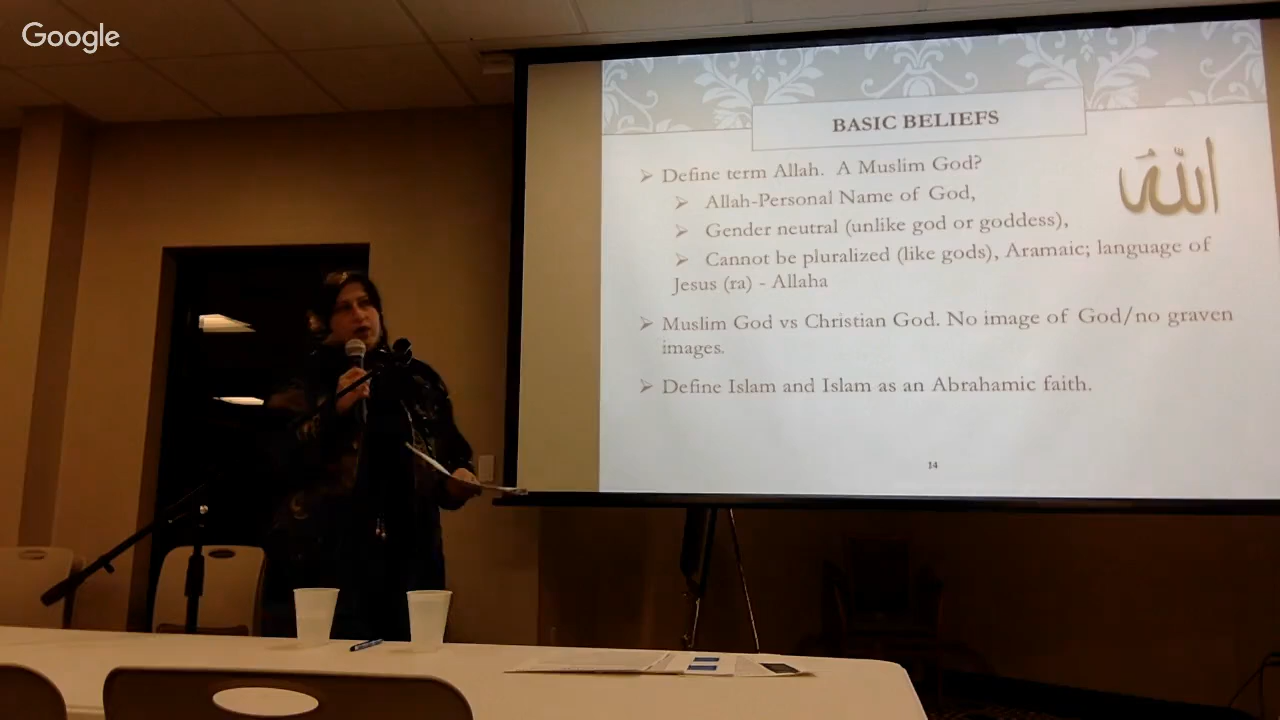 Google
BASIC BELIEFS
➢ Define term Allah. A Muslim God?
➢ Allah-Personal Name of God,
➢ Gender neutral (unlike god or goddess),
➢ Cannot be pluralized (like gods), Aramaic; language of
Jesus (ra) - Allaha
➢ Muslim God vs Christian God. No image of God/no graven
images.
➢ Define Islam and Islam as an Abrahamic faith.
الله
14